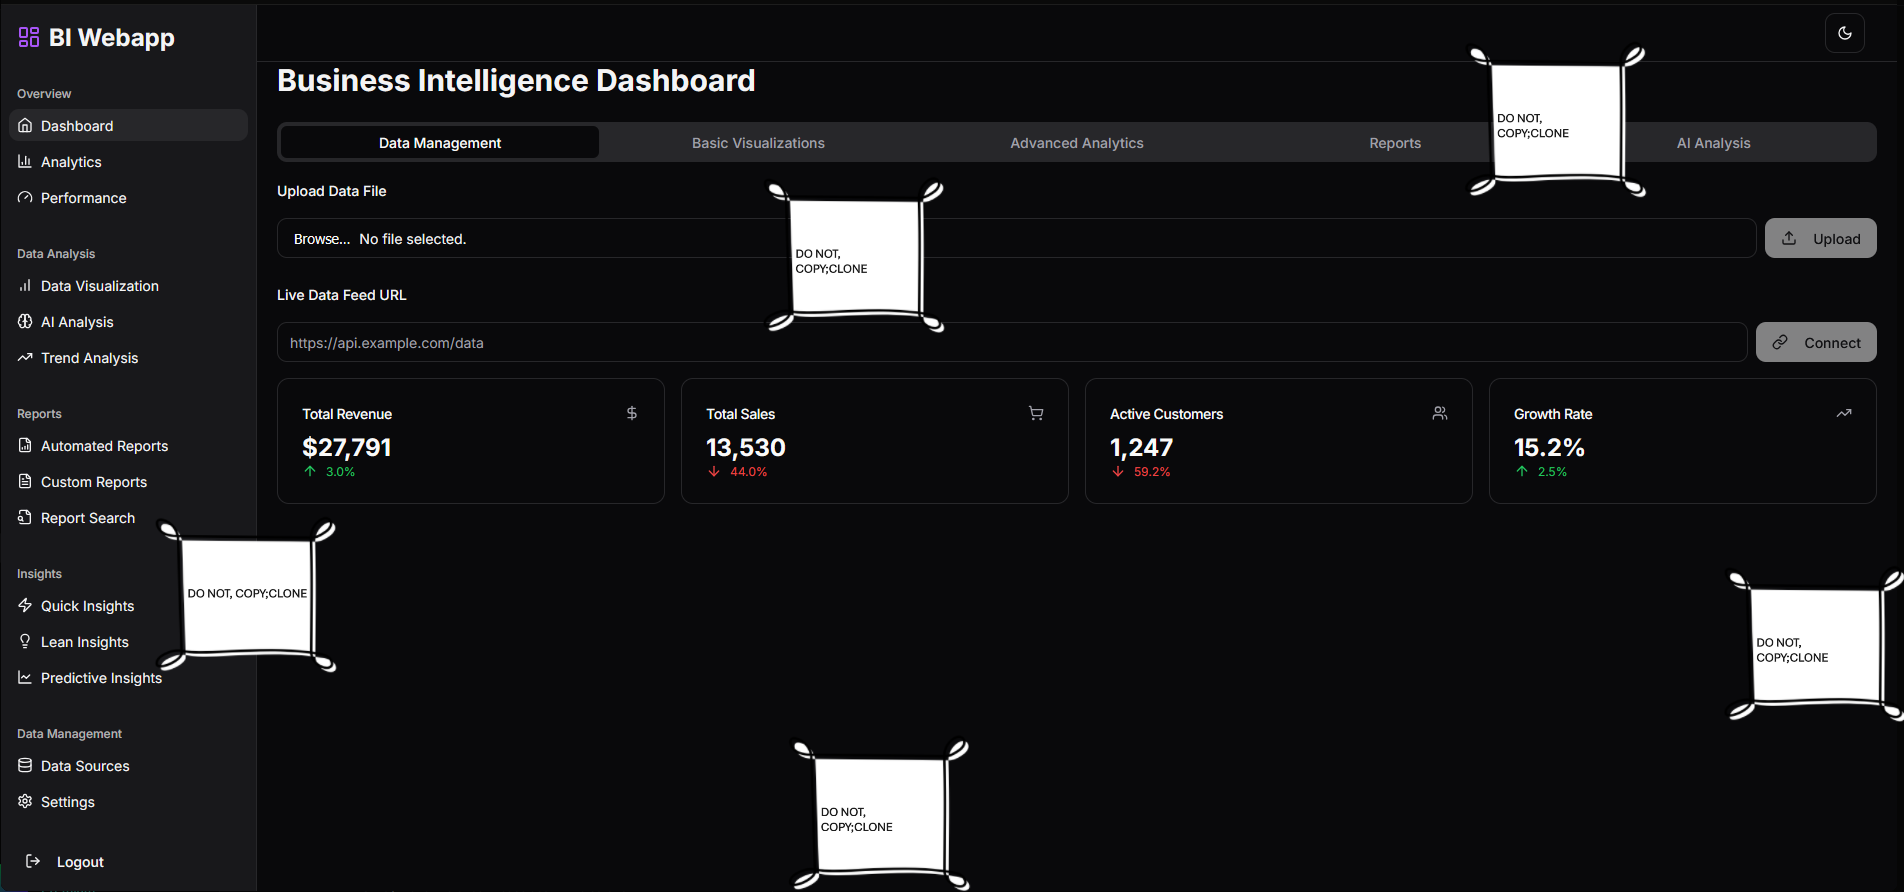 BI Webapp
Overview
Dashboard
Analytics
Performance
Data Analysis
Data Visualization
AI Analysis
Trend Analysis
Reports
Automated Reports
Custom Reports
Report Search
Insights
Quick Insights
Lean Insights
Predictive Insights
Data Management
Data Sources
Settings
Logout
Business Intelligence Dashboard
Data Management
Basic Visualizations
Advanced Analytics
Reports
AI Analysis
Upload Data File
Browse... No file selected.
Upload
Live Data Feed URL
https://api.example.com/data
Connect
Total Revenue
$27,791
3.0%
Total Sales
13,530
44.0%
Active Customers
1,247
59.2%
Growth Rate
15.2%
2.5%
DO NOT,
COPY;CLONE
DO NOT,
COPY;CLONE
DO NOT, COPY;CLONE
DO NOT,
COPY;CLONE
DO NOT,
COPY;CLONE